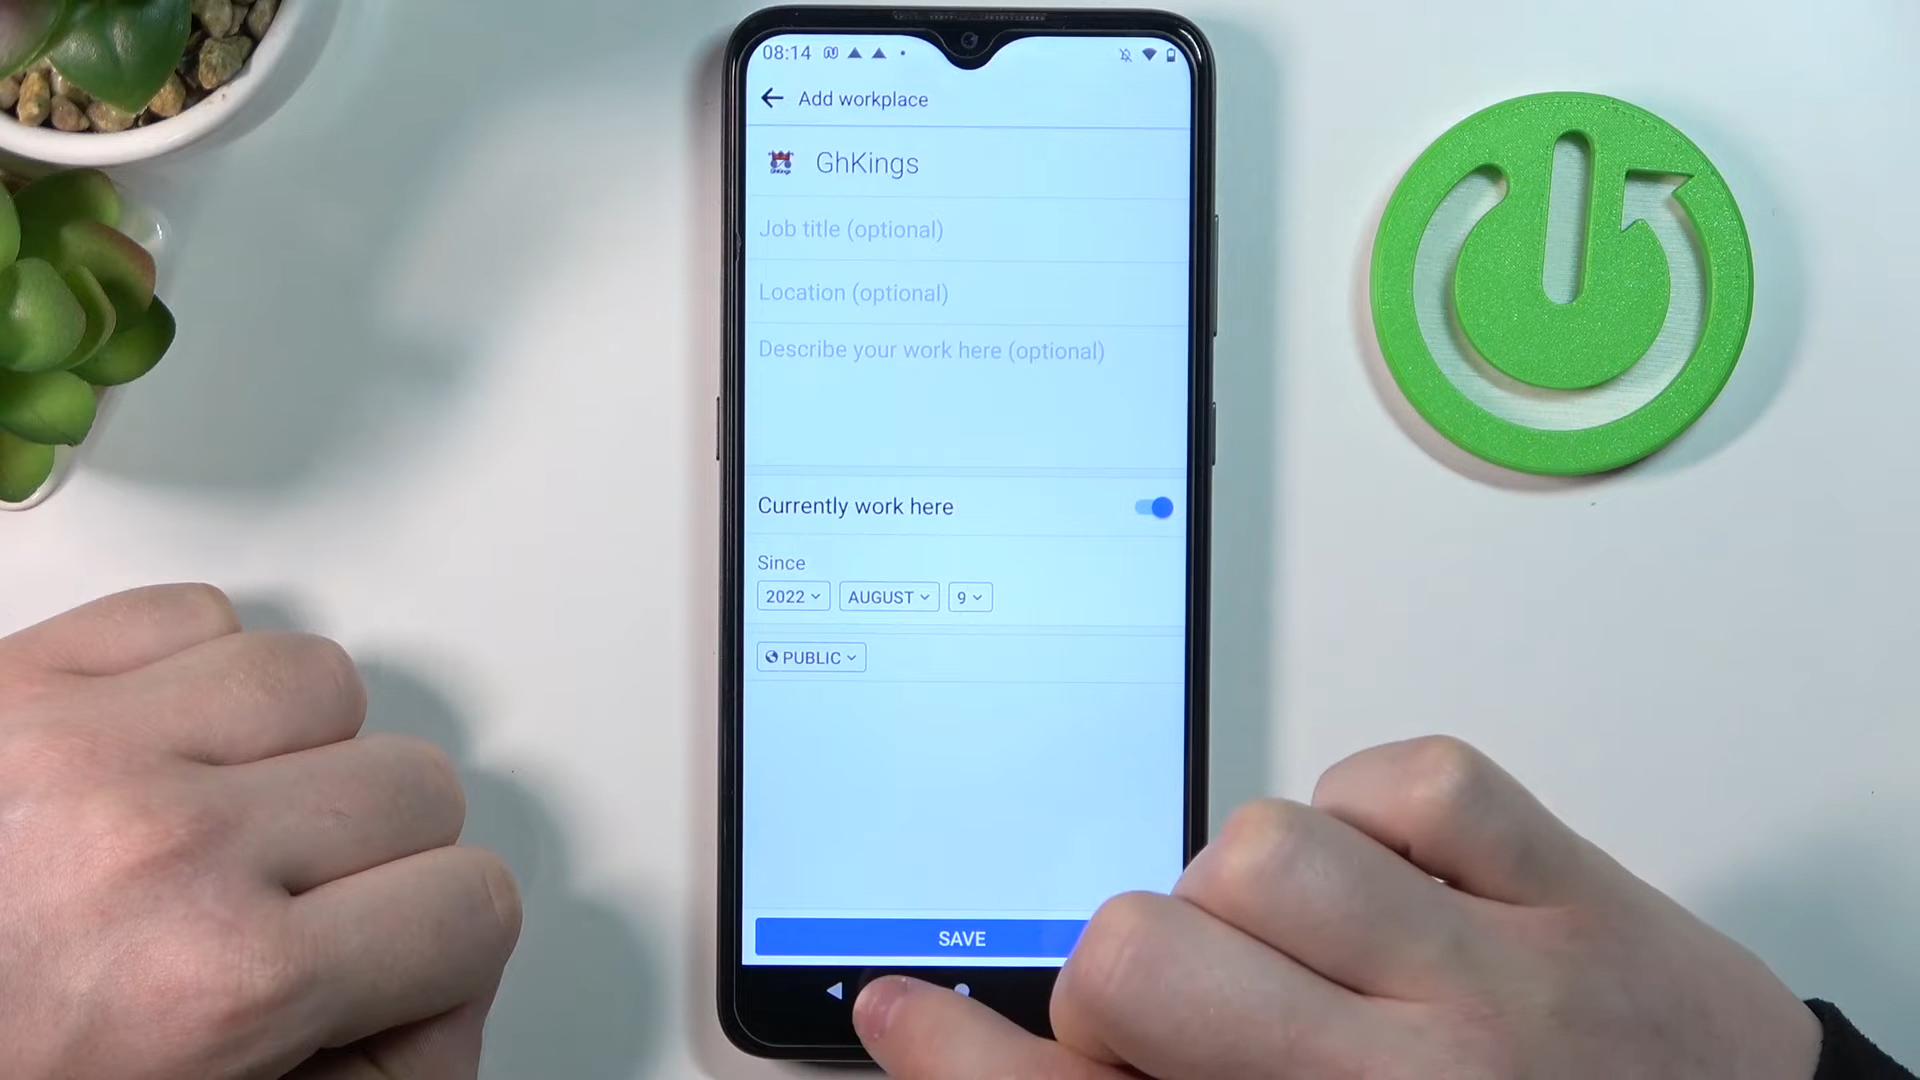 08:14
Add workplace
GhKings
Job title (optional)
Location (optional)
Describe your work here (optional)
Currently work here
Since
2022 AUGUST 9
PUBLIC
SAVE